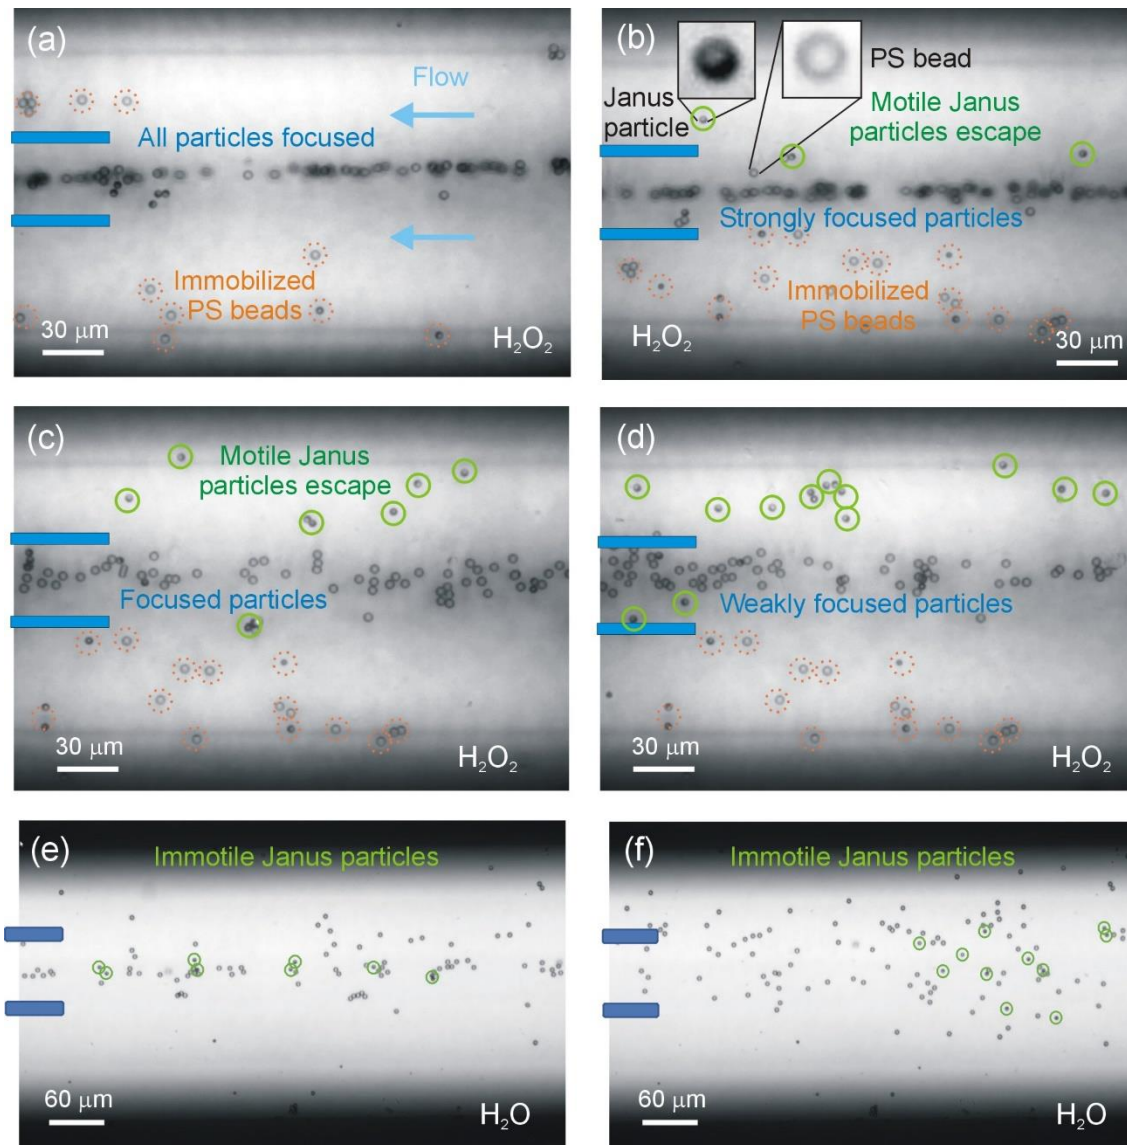 (a)
Flow
All particles focused
Immobilized
PS beads
30 μm
H₂O₂
(b)
PS bead
Janus
particle
Motile Janus
particles escape
Strongly focused particles
Immobilized
PS beads
H₂O₂
30 μm
(c)
Motile Janus
particles escape
Focused particles
30 μm
H₂O₂
(d)
Weakly focused particles
30 μm
H₂O₂
(e)
Immotile Janus particles
60 μm
H₂O
(f)
Immotile Janus particles
60 μm
H₂O